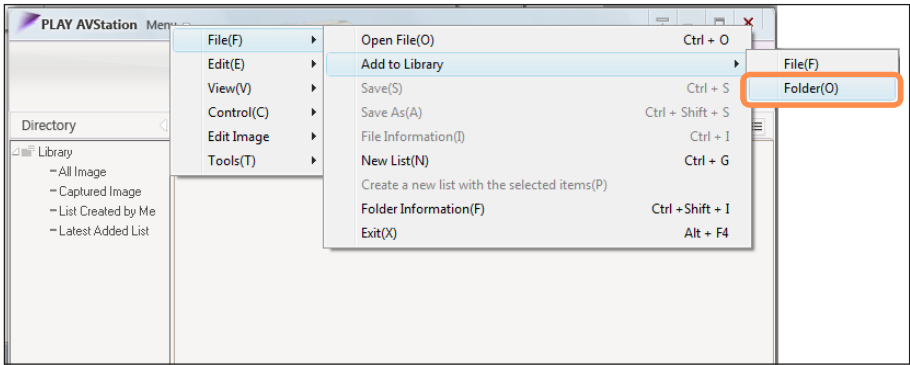 PLAY AVStation Menu
File(F)
Edit(E)
View(V)
Control(C)
Edit Image
Tools(T)
Open File(O) Ctrl + O
Add to Library
Save(S) Ctrl + S
Save As(A) Ctrl + Shift + S
File Information(I) Ctrl + I
New List(N) Ctrl + G
Create a new list with the selected items(P)
Folder Information(F) Ctrl +Shift + I
Exit(X) Alt + F4
File(F)
Folder(O)
Directory
Library
All Image
Captured Image
List Created by Me
Latest Added List